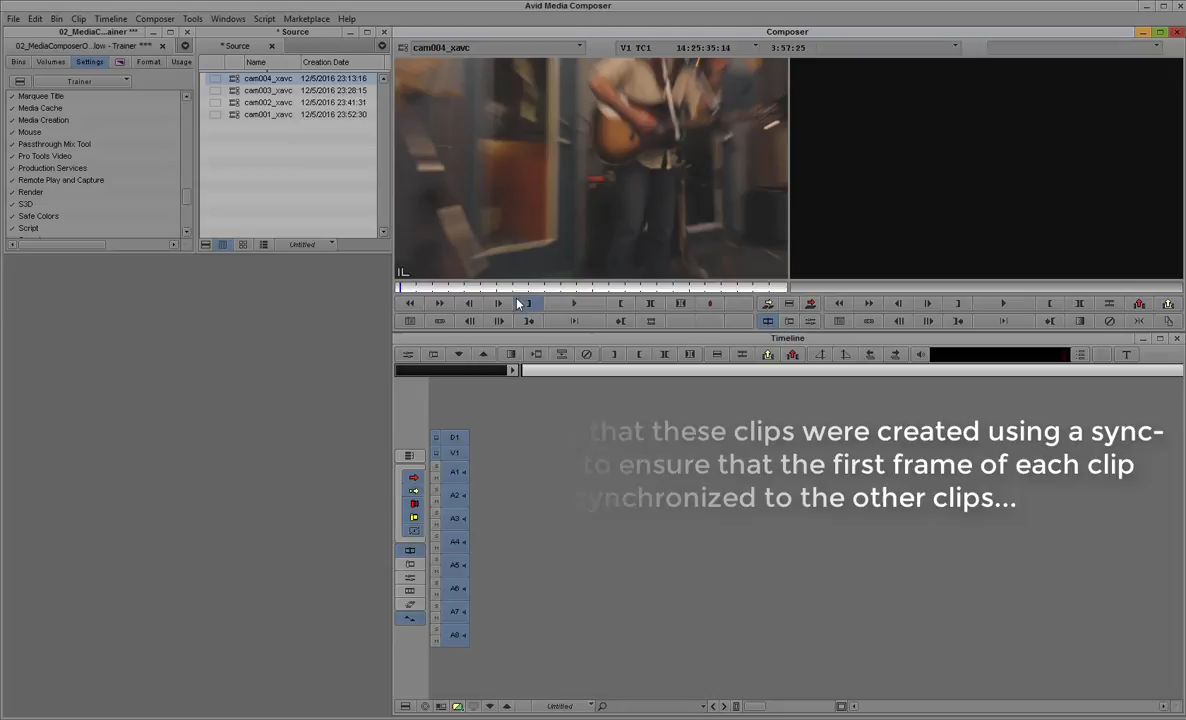 Avid Media Composer
File Edit Bin Clip Timeline Composer Tools Windows Script Marketplace Help
02_MediaC...ainer ***
* Source
Composer
02_MediaComposerO...low - Trainer ***
* Source
cam004_xavc
V1 TC1
14:25:35:14
3:57:25
Bins Volumes Settings Format Usage
Name Creation Date
Trainer
cam004_xavc 12/5/2016 23:13:16
cam003_xavc 12/5/2016 23:28:15
cam002_xavc 12/5/2016 23:41:31
cam001_xavc 12/5/2016 23:52:30
Marquee Title
Media Cache
Media Creation
Mouse
Passthrough Mix Tool
Pro Tools Video
Production Services
Remote Play and Capture
Render
S3D
Safe Colors
Script
Untitled
Timeline
that these clips were created using a sync-
to ensure that the first frame of each clip
ynchronized to the other clips...
D1
V1
A1
A2
A3
A4
A5
A6
A7
A8
Untitled